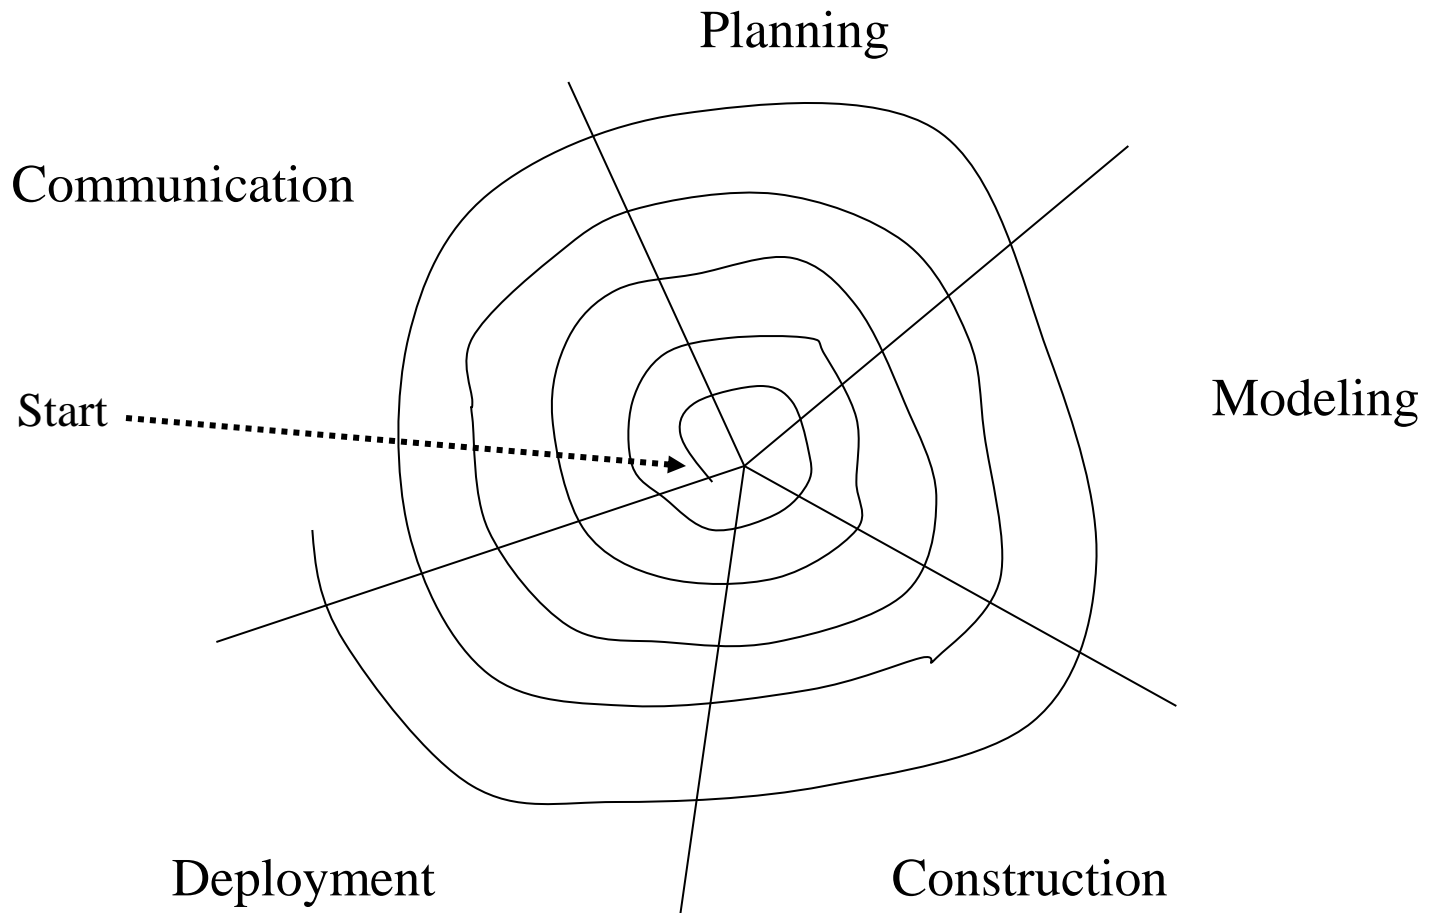 Planning
Communication
Start
Modeling
Deployment
Construction